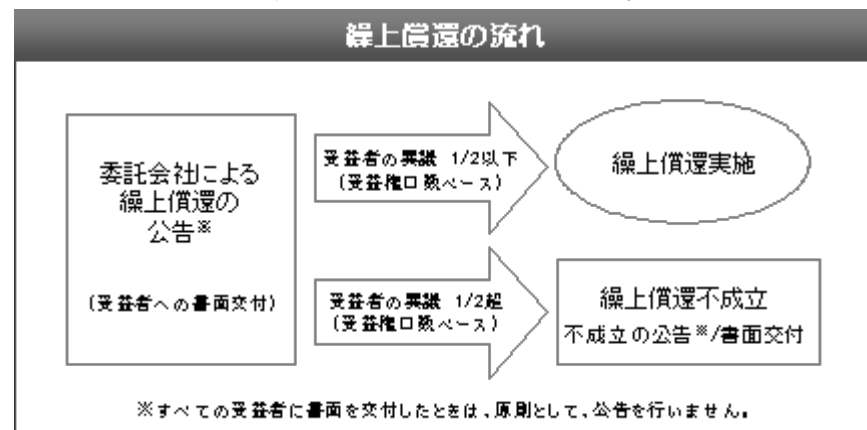 繰上償還の流れ
委託会社による
繰上償還の
公告※
(受益者への書面交付)
受益者の異議 1/2以下
(受益権口数ベース)
繰上償還実施
受益者の異議 1/2超
(受益権口数ベース)
繰上償還不成立
不成立の公告※/書面交付
※すべての受益者に書面を交付したときは、原則として、公告を行いません。